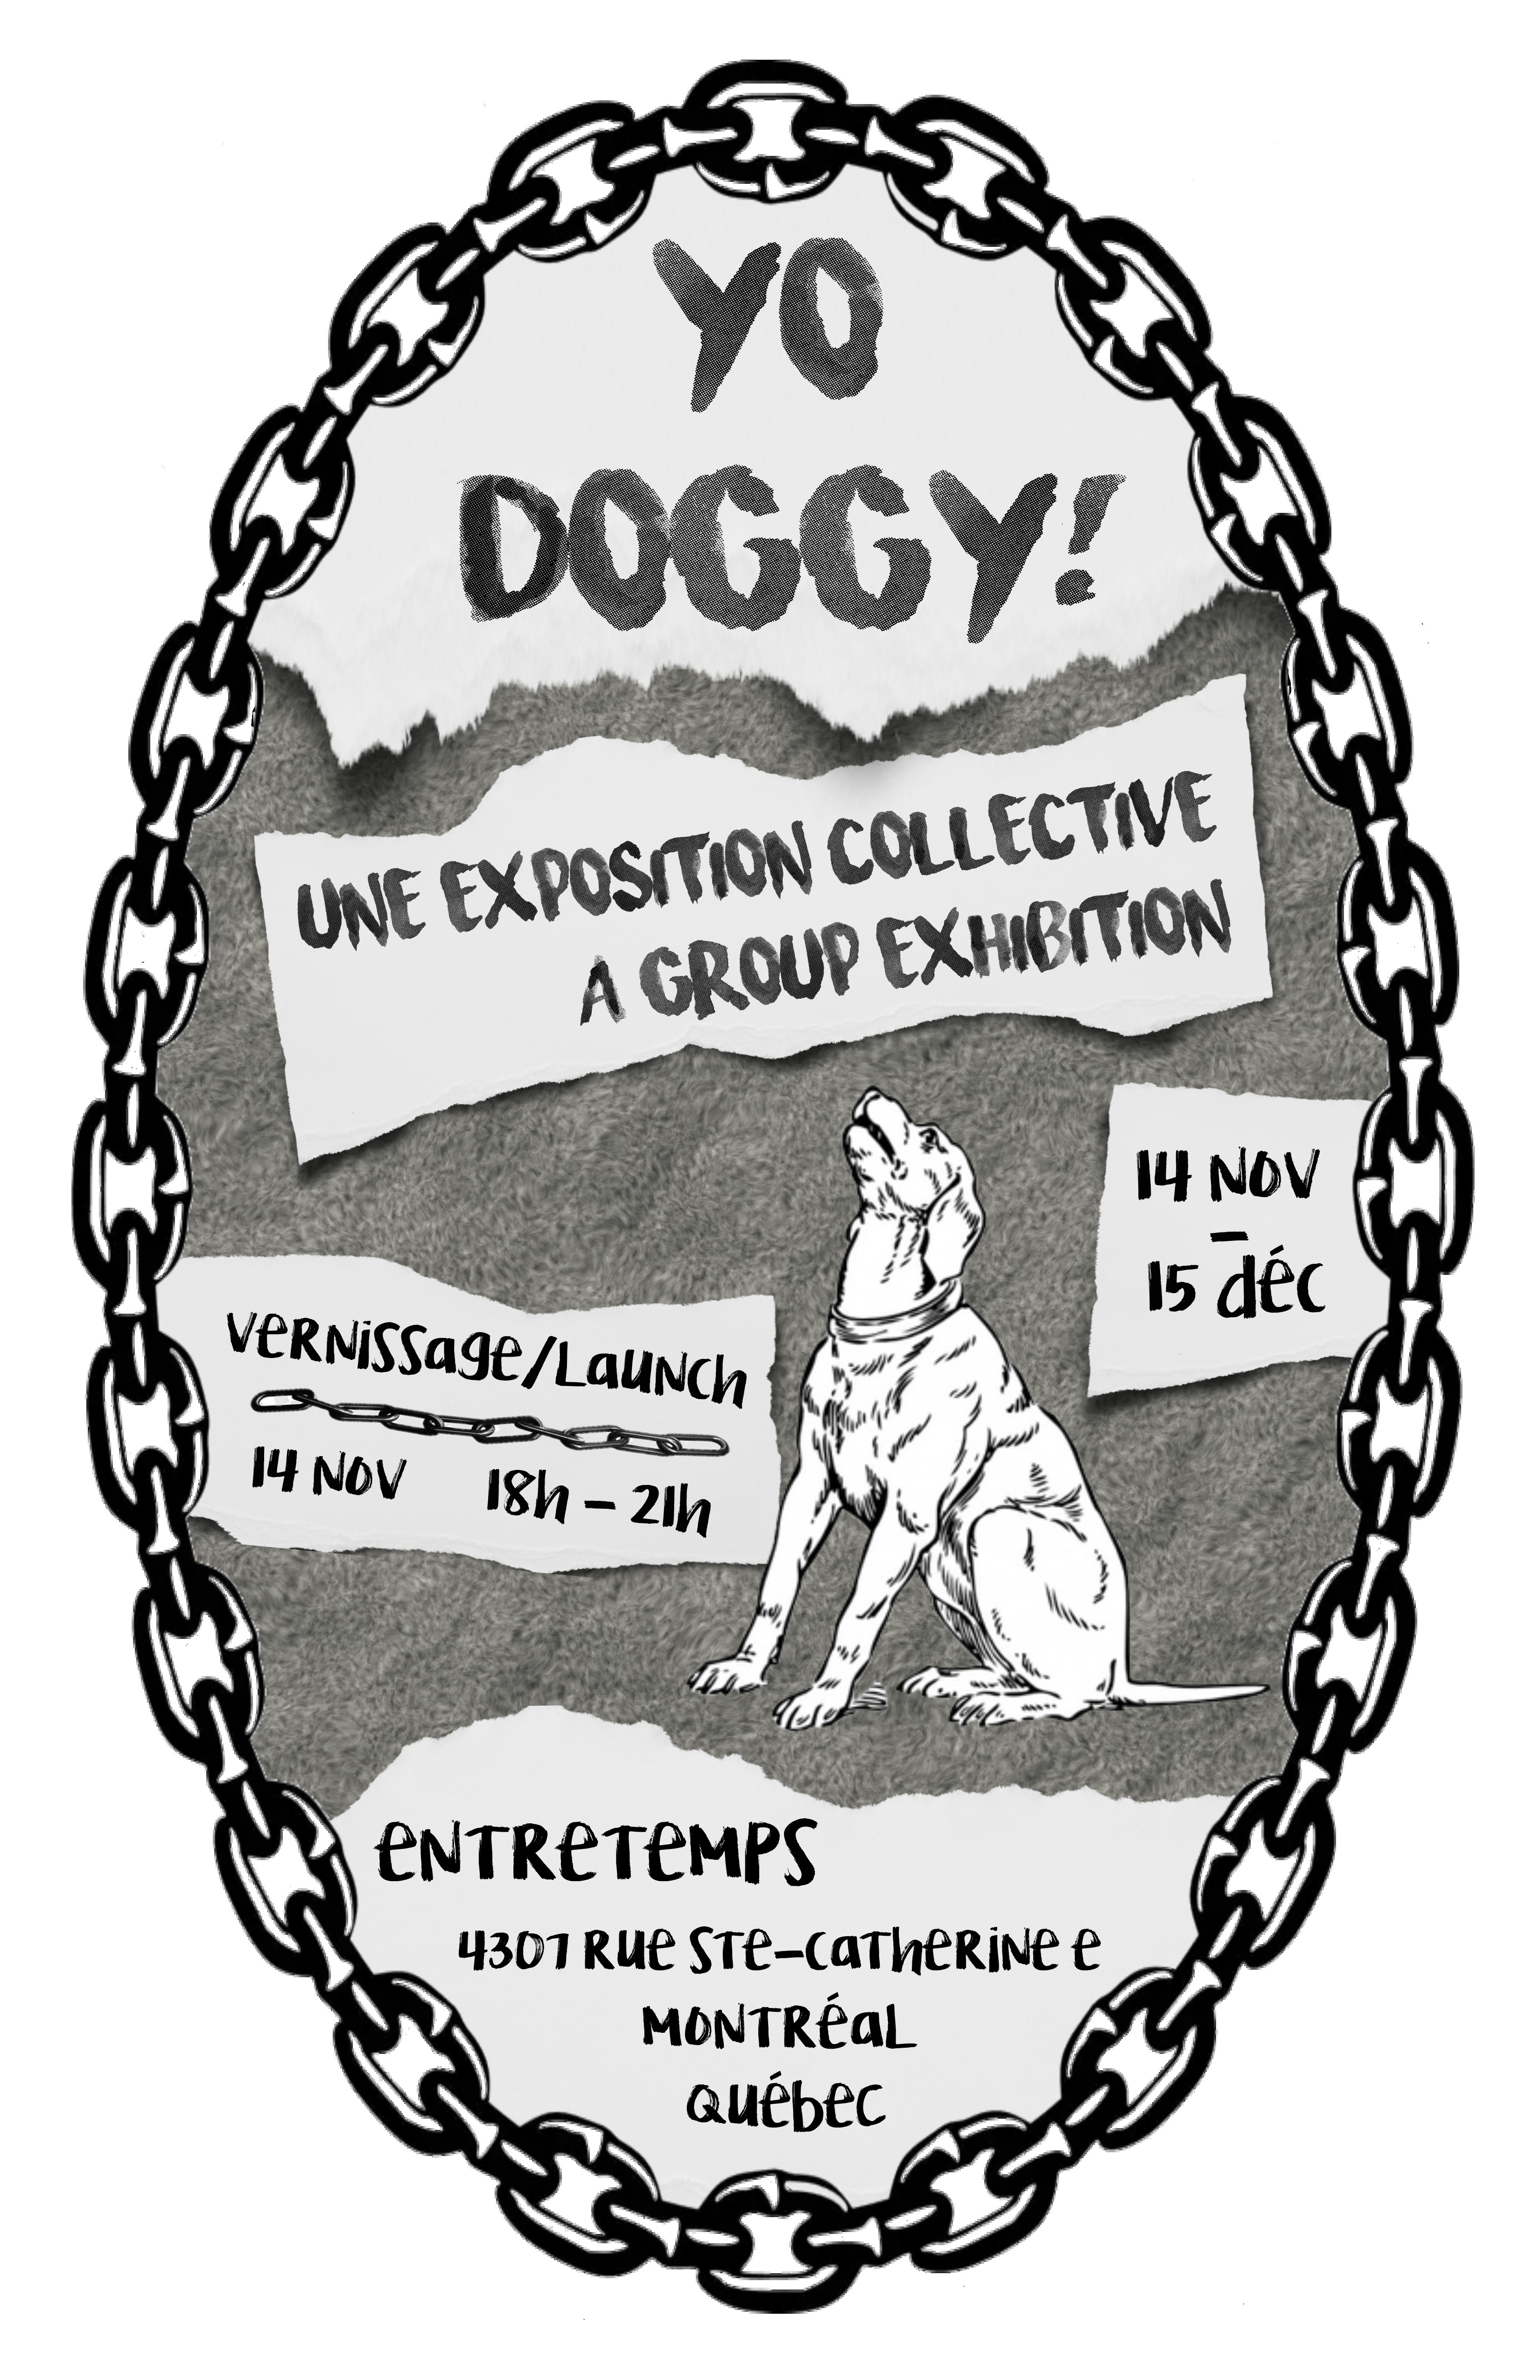 YO
DOGGY!
UNE EXPOSITION COLLECTIVE
A GROUP EXHIBITION
14 NOV
–
15 déc
VeRNiSSage/LauNch
14 NOV 18h – 21h
eNTReTeMPS
4307 Rue STe-CaTheRiNe e
MONTRéaL
Québec